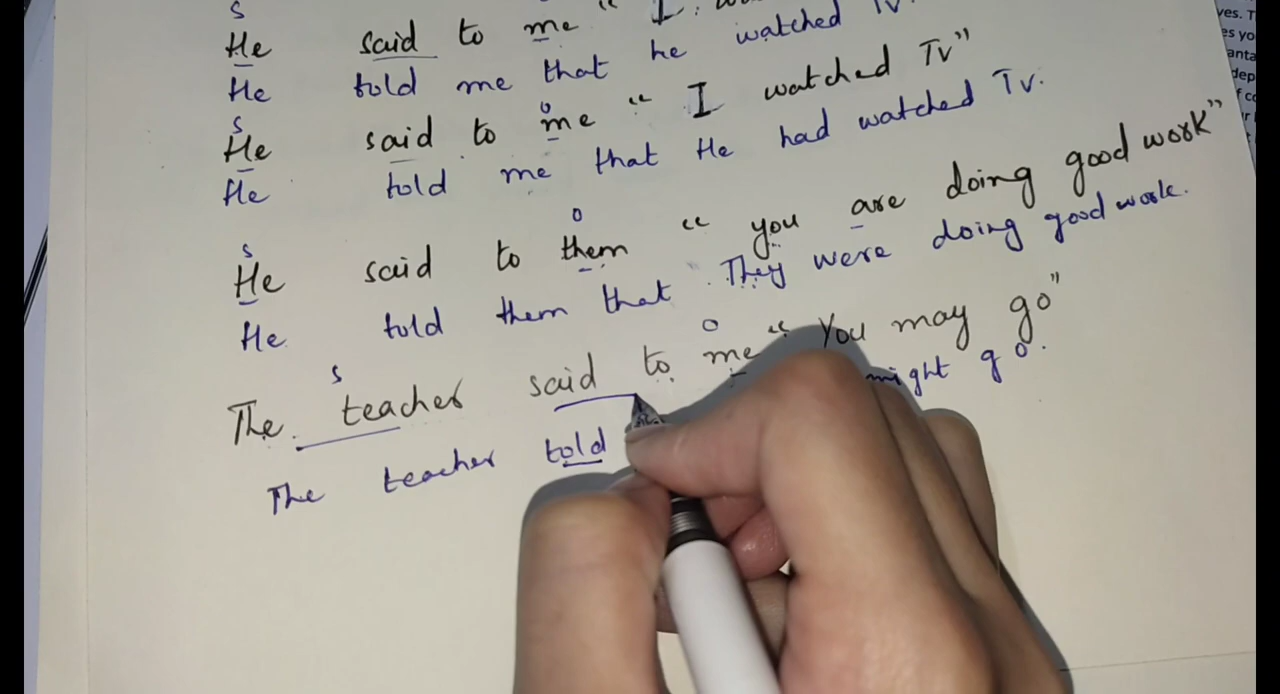 S
He said to me “ I
He told me that he watched Tv.
S O
He said to me “ I watched Tv”
He told me that He had watched Tv.
S O
He said to them “ you are doing good work”
He told them that They were doing good work.
S O
The teacher said to me “ You may go”
The teacher told might go.